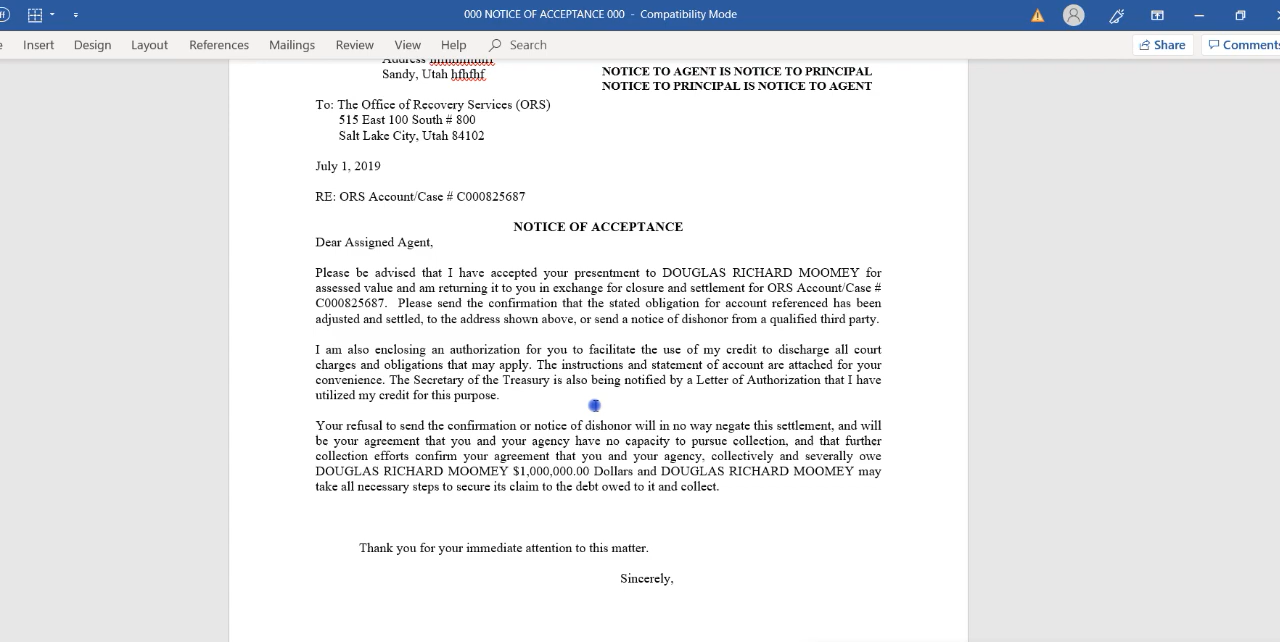 000 NOTICE OF ACCEPTANCE 000 - Compatibility Mode
Insert Design Layout References Mailings Review View Help Search Share Comments
Address
Sandy, Utah hfhfhf
NOTICE TO AGENT IS NOTICE TO PRINCIPAL
NOTICE TO PRINCIPAL IS NOTICE TO AGENT
To: The Office of Recovery Services (ORS)
515 East 100 South # 800
Salt Lake City, Utah 84102
July 1, 2019
RE: ORS Account/Case # C000825687
NOTICE OF ACCEPTANCE
Dear Assigned Agent,
Please be advised that I have accepted your presentment to DOUGLAS RICHARD MOOMEY for
assessed value and am returning it to you in exchange for closure and settlement for ORS Account/Case #
C000825687. Please send the confirmation that the stated obligation for account referenced has been
adjusted and settled, to the address shown above, or send a notice of dishonor from a qualified third party.
I am also enclosing an authorization for you to facilitate the use of my credit to discharge all court
charges and obligations that may apply. The instructions and statement of account are attached for your
convenience. The Secretary of the Treasury is also being notified by a Letter of Authorization that I have
utilized my credit for this purpose.
Your refusal to send the confirmation or notice of dishonor will in no way negate this settlement, and will
be your agreement that you and your agency have no capacity to pursue collection, and that further
collection efforts confirm your agreement that you and your agency, collectively and severally owe
DOUGLAS RICHARD MOOMEY $1,000,000.00 Dollars and DOUGLAS RICHARD MOOMEY may
take all necessary steps to secure its claim to the debt owed to it and collect.
Thank you for your immediate attention to this matter.
Sincerely,